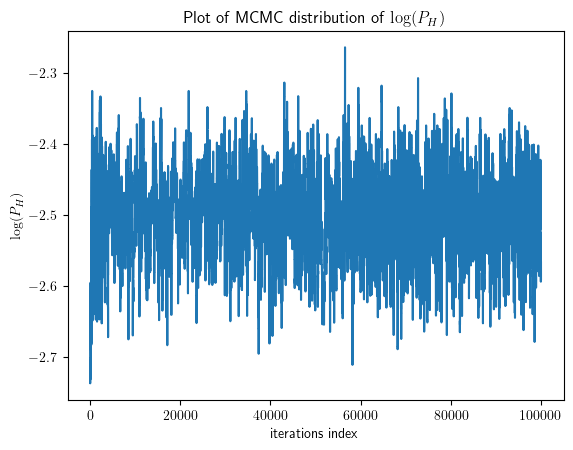 Plot of MCMC distribution of log(P_H)
log(P_H)
−2.3
−2.4
−2.5
−2.6
−2.7
0 20000 40000 60000 80000 100000
iterations index